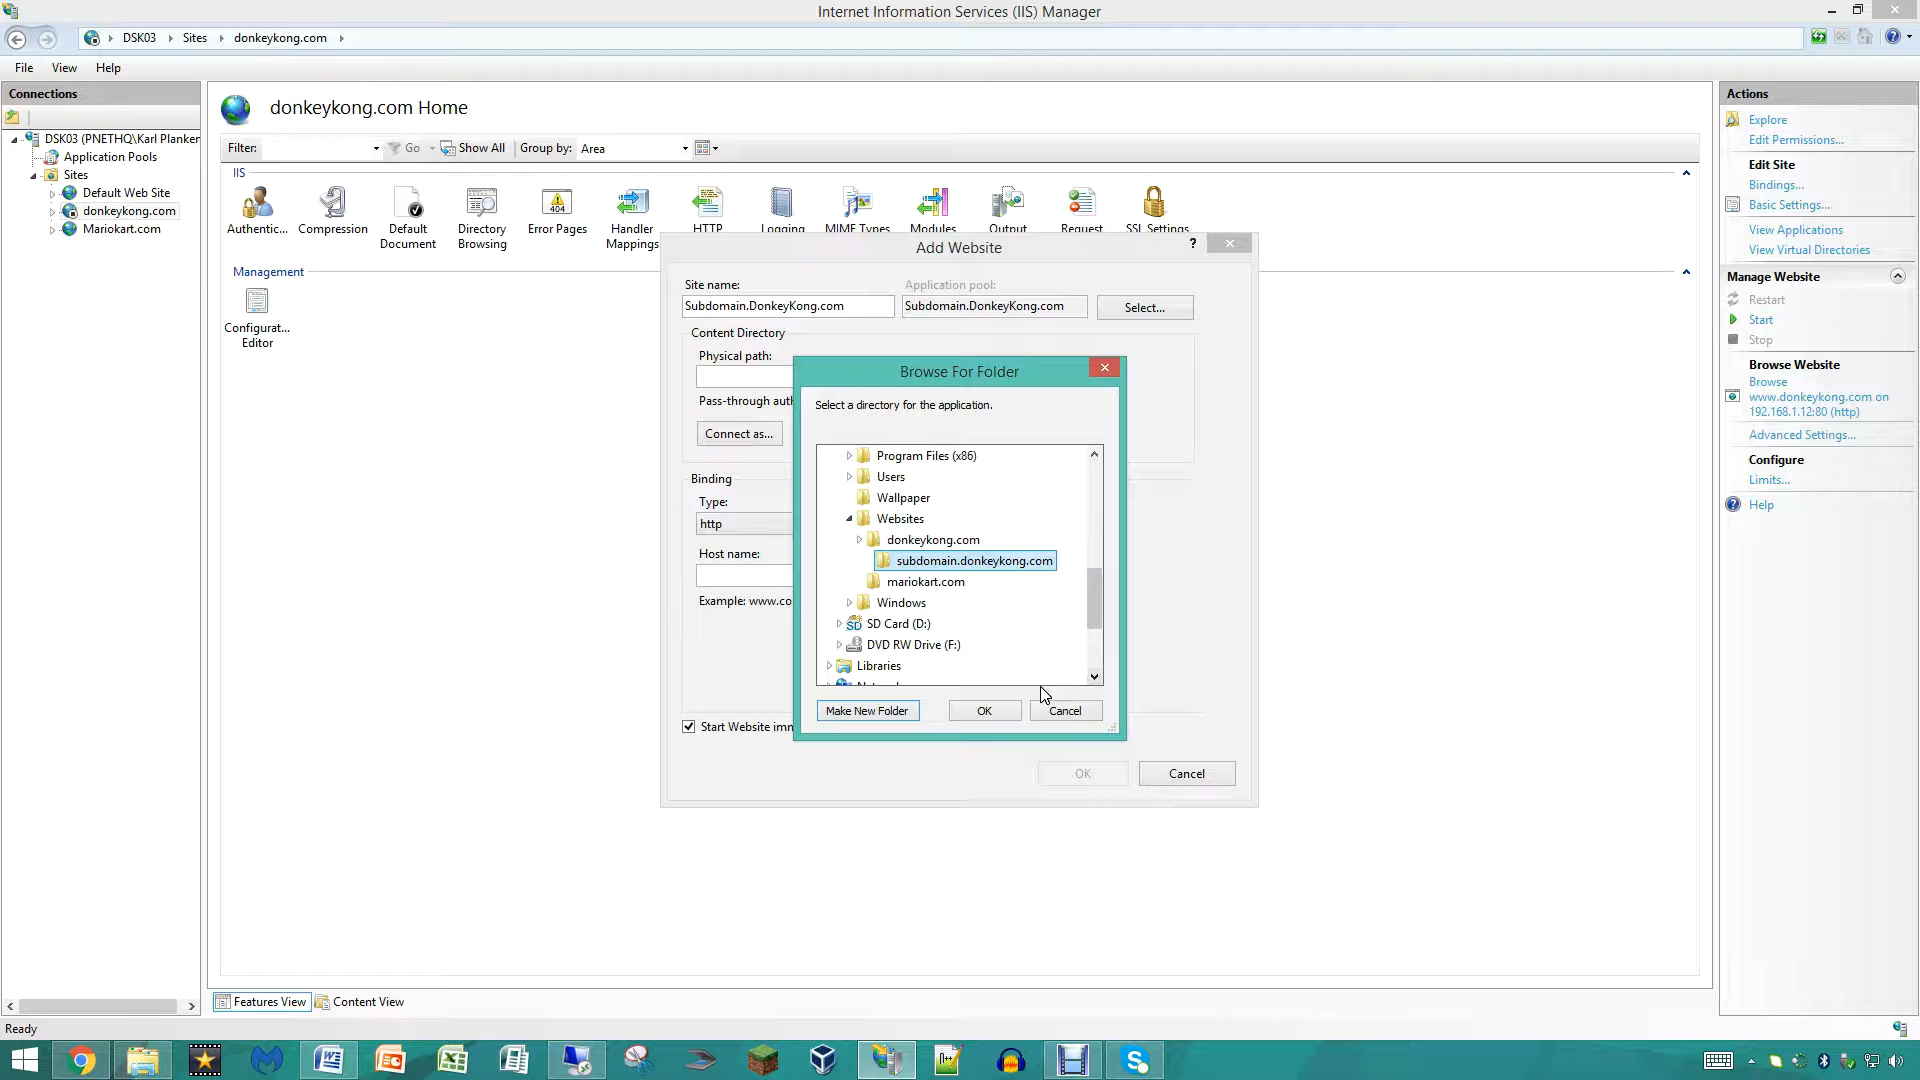 Internet Information Services (IIS) Manager
DSK03 Sites donkeykong.com
File View Help
Connections
DSK03 (PNETHQ\Karl Planken
Application Pools
Sites
Default Web Site
donkeykong.com
Mariokart.com
donkeykong.com Home
Filter: Go Show All Group by: Area
IIS
Authentic...
Compression
Default
Document
Directory
Browsing
Error Pages
Handler
Mappings
HTTP
Logging
MIME Types
Modules
Output
Request
SSL Settings
Management
Configurat...
Editor
Add Website
?
Site name:
Subdomain.DonkeyKong.com
Application pool:
Subdomain.DonkeyKong.com
Select...
Content Directory
Physical path:
Pass-through auth
Connect as...
Binding
Type:
http
Host name:
Example: www.co
Start Website imm
OK
Cancel
Browse For Folder
Select a directory for the application.
Program Files (x86)
Users
Wallpaper
Websites
donkeykong.com
subdomain.donkeykong.com
mariokart.com
Windows
SD Card (D:)
DVD RW Drive (F:)
Libraries
Make New Folder
OK
Cancel
Actions
Explore
Edit Permissions...
Edit Site
Bindings...
Basic Settings...
View Applications
View Virtual Directories
Manage Website
Restart
Start
Stop
Browse Website
Browse
www.donkeykong.com on
192.168.1.12:80 (http)
Advanced Settings...
Configure
Limits...
Help
Features View
Content View
Ready